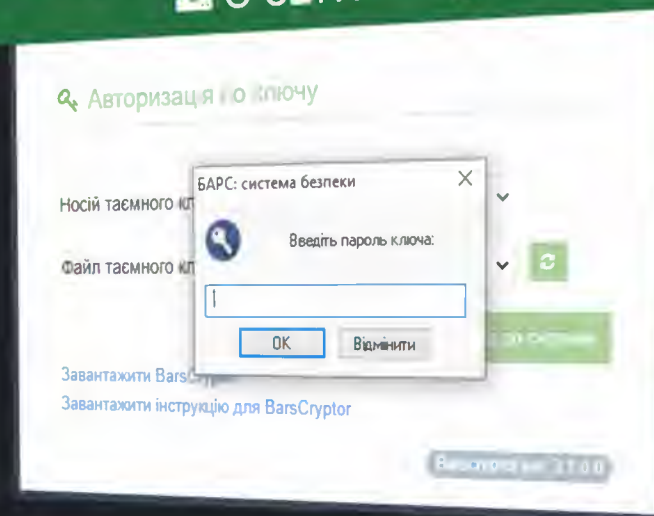 Авторизація по ключу
БАРС: система безпеки
Носій таємного
Введіть пароль ключа:
Файл таємного
OK
Відмінити
Завантажити
Завантажити інструкцію для BarsCryptor